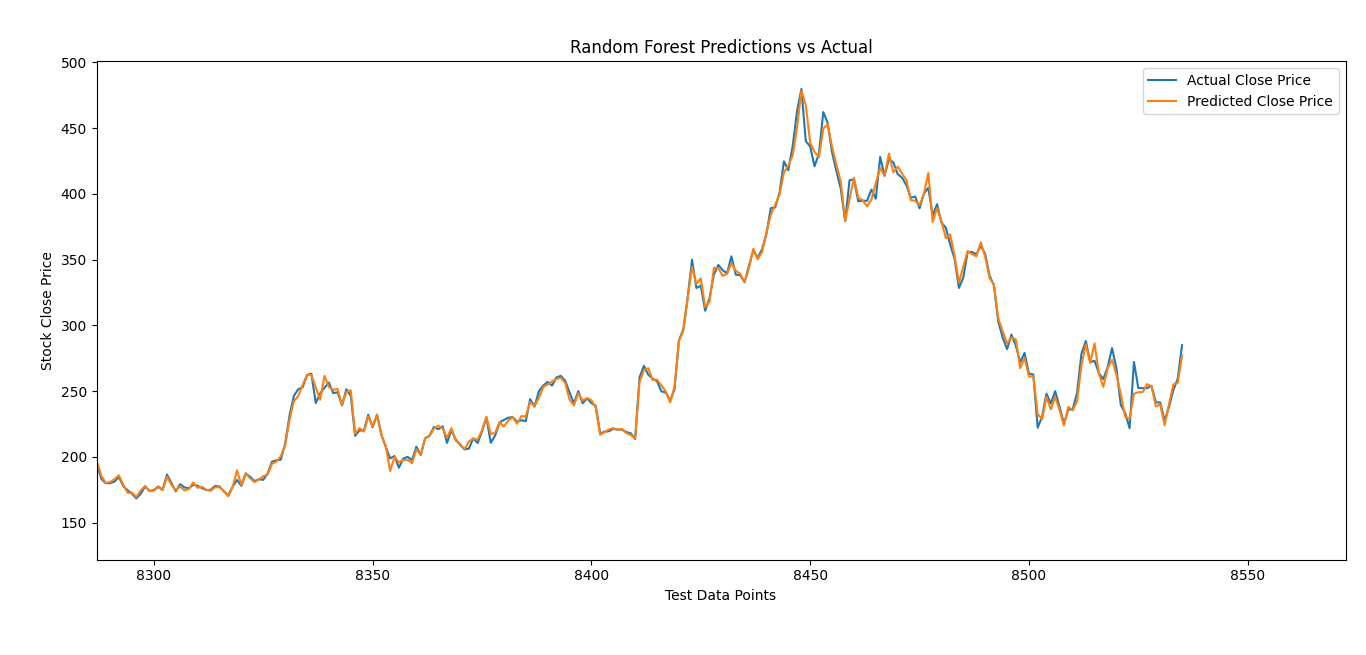 Random Forest Predictions vs Actual
Actual Close Price
Predicted Close Price
500
450
400
350
300
250
200
150
Stock Close Price
8300 8350 8400 8450 8500 8550
Test Data Points